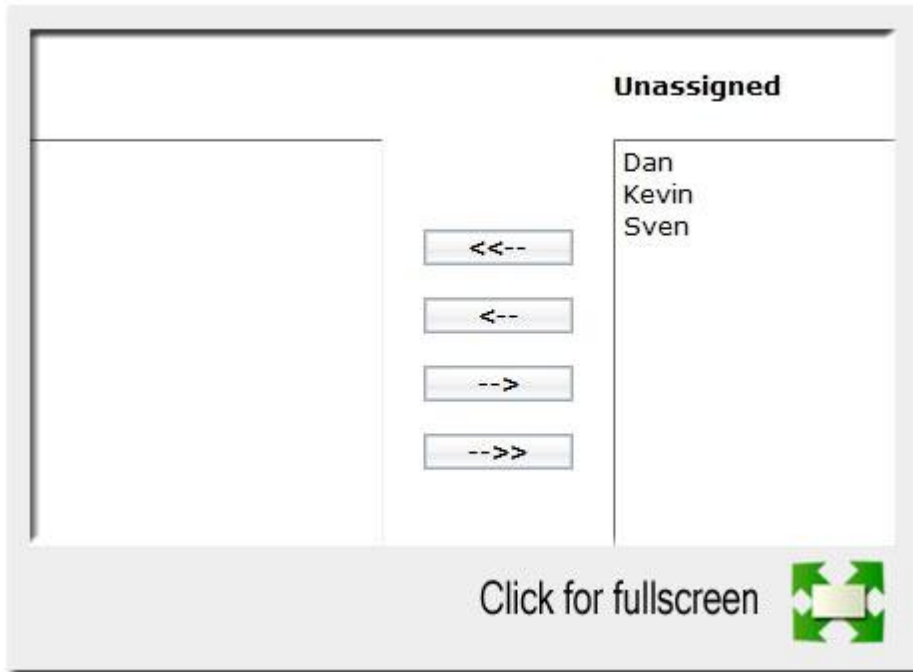 Unassigned
Dan
Kevin
Sven
<<--
<--
-->
-->>
Click for fullscreen